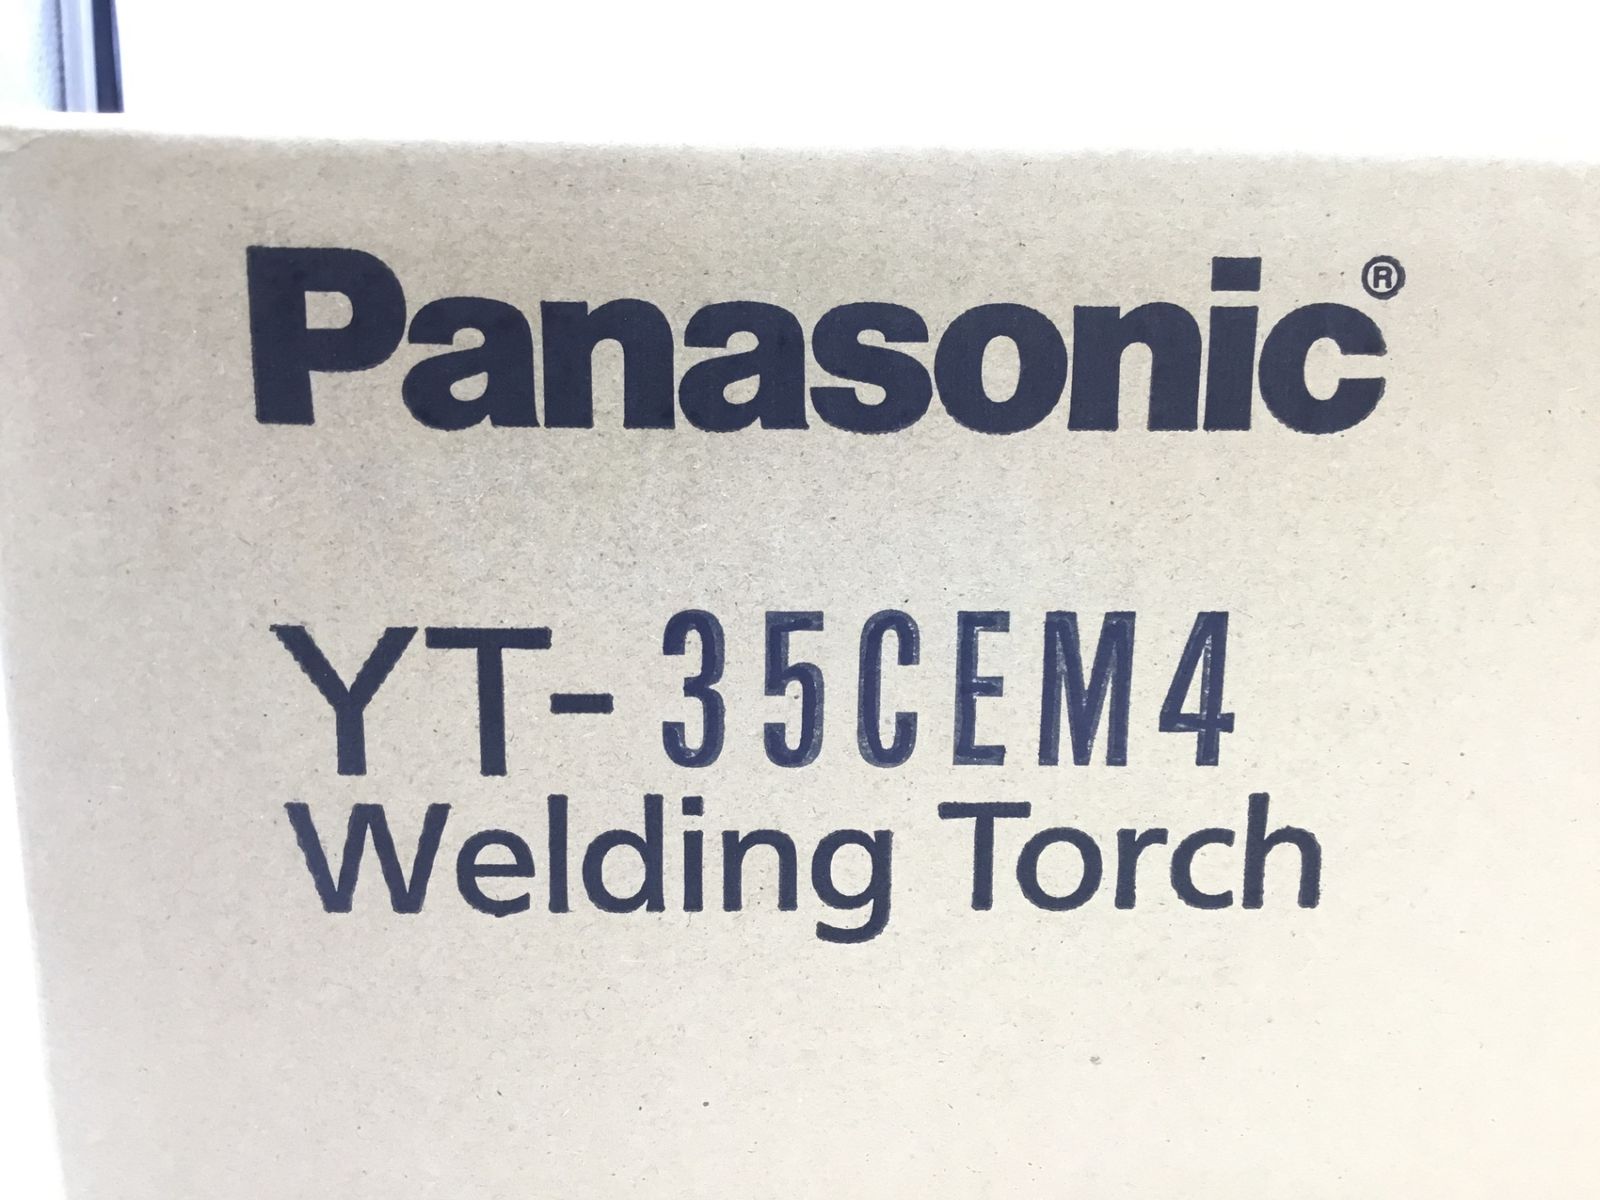 Panasonic®
YT-35CEM4
Welding Torch